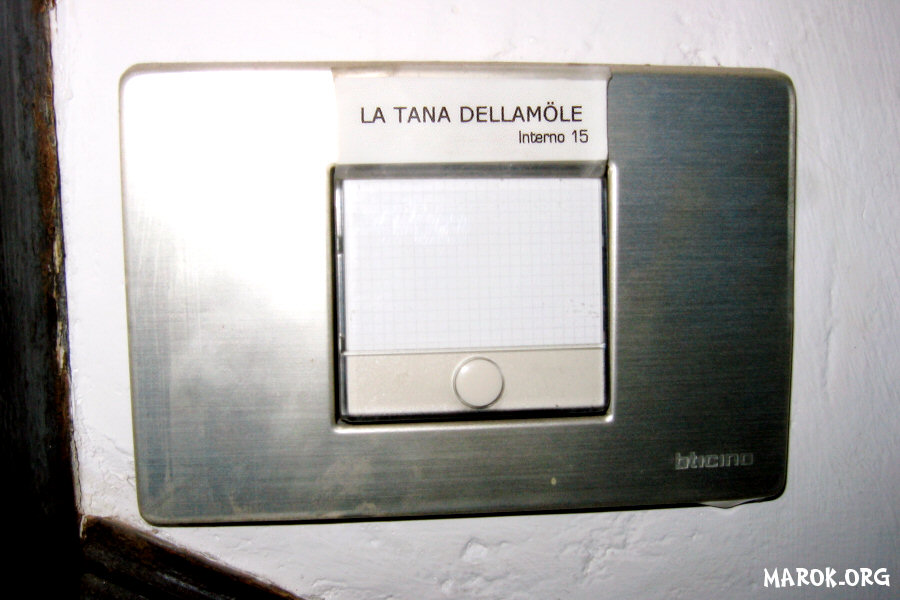 LA TANA DELLAMÖLE
Interno 15
bticino
MAROK.ORG